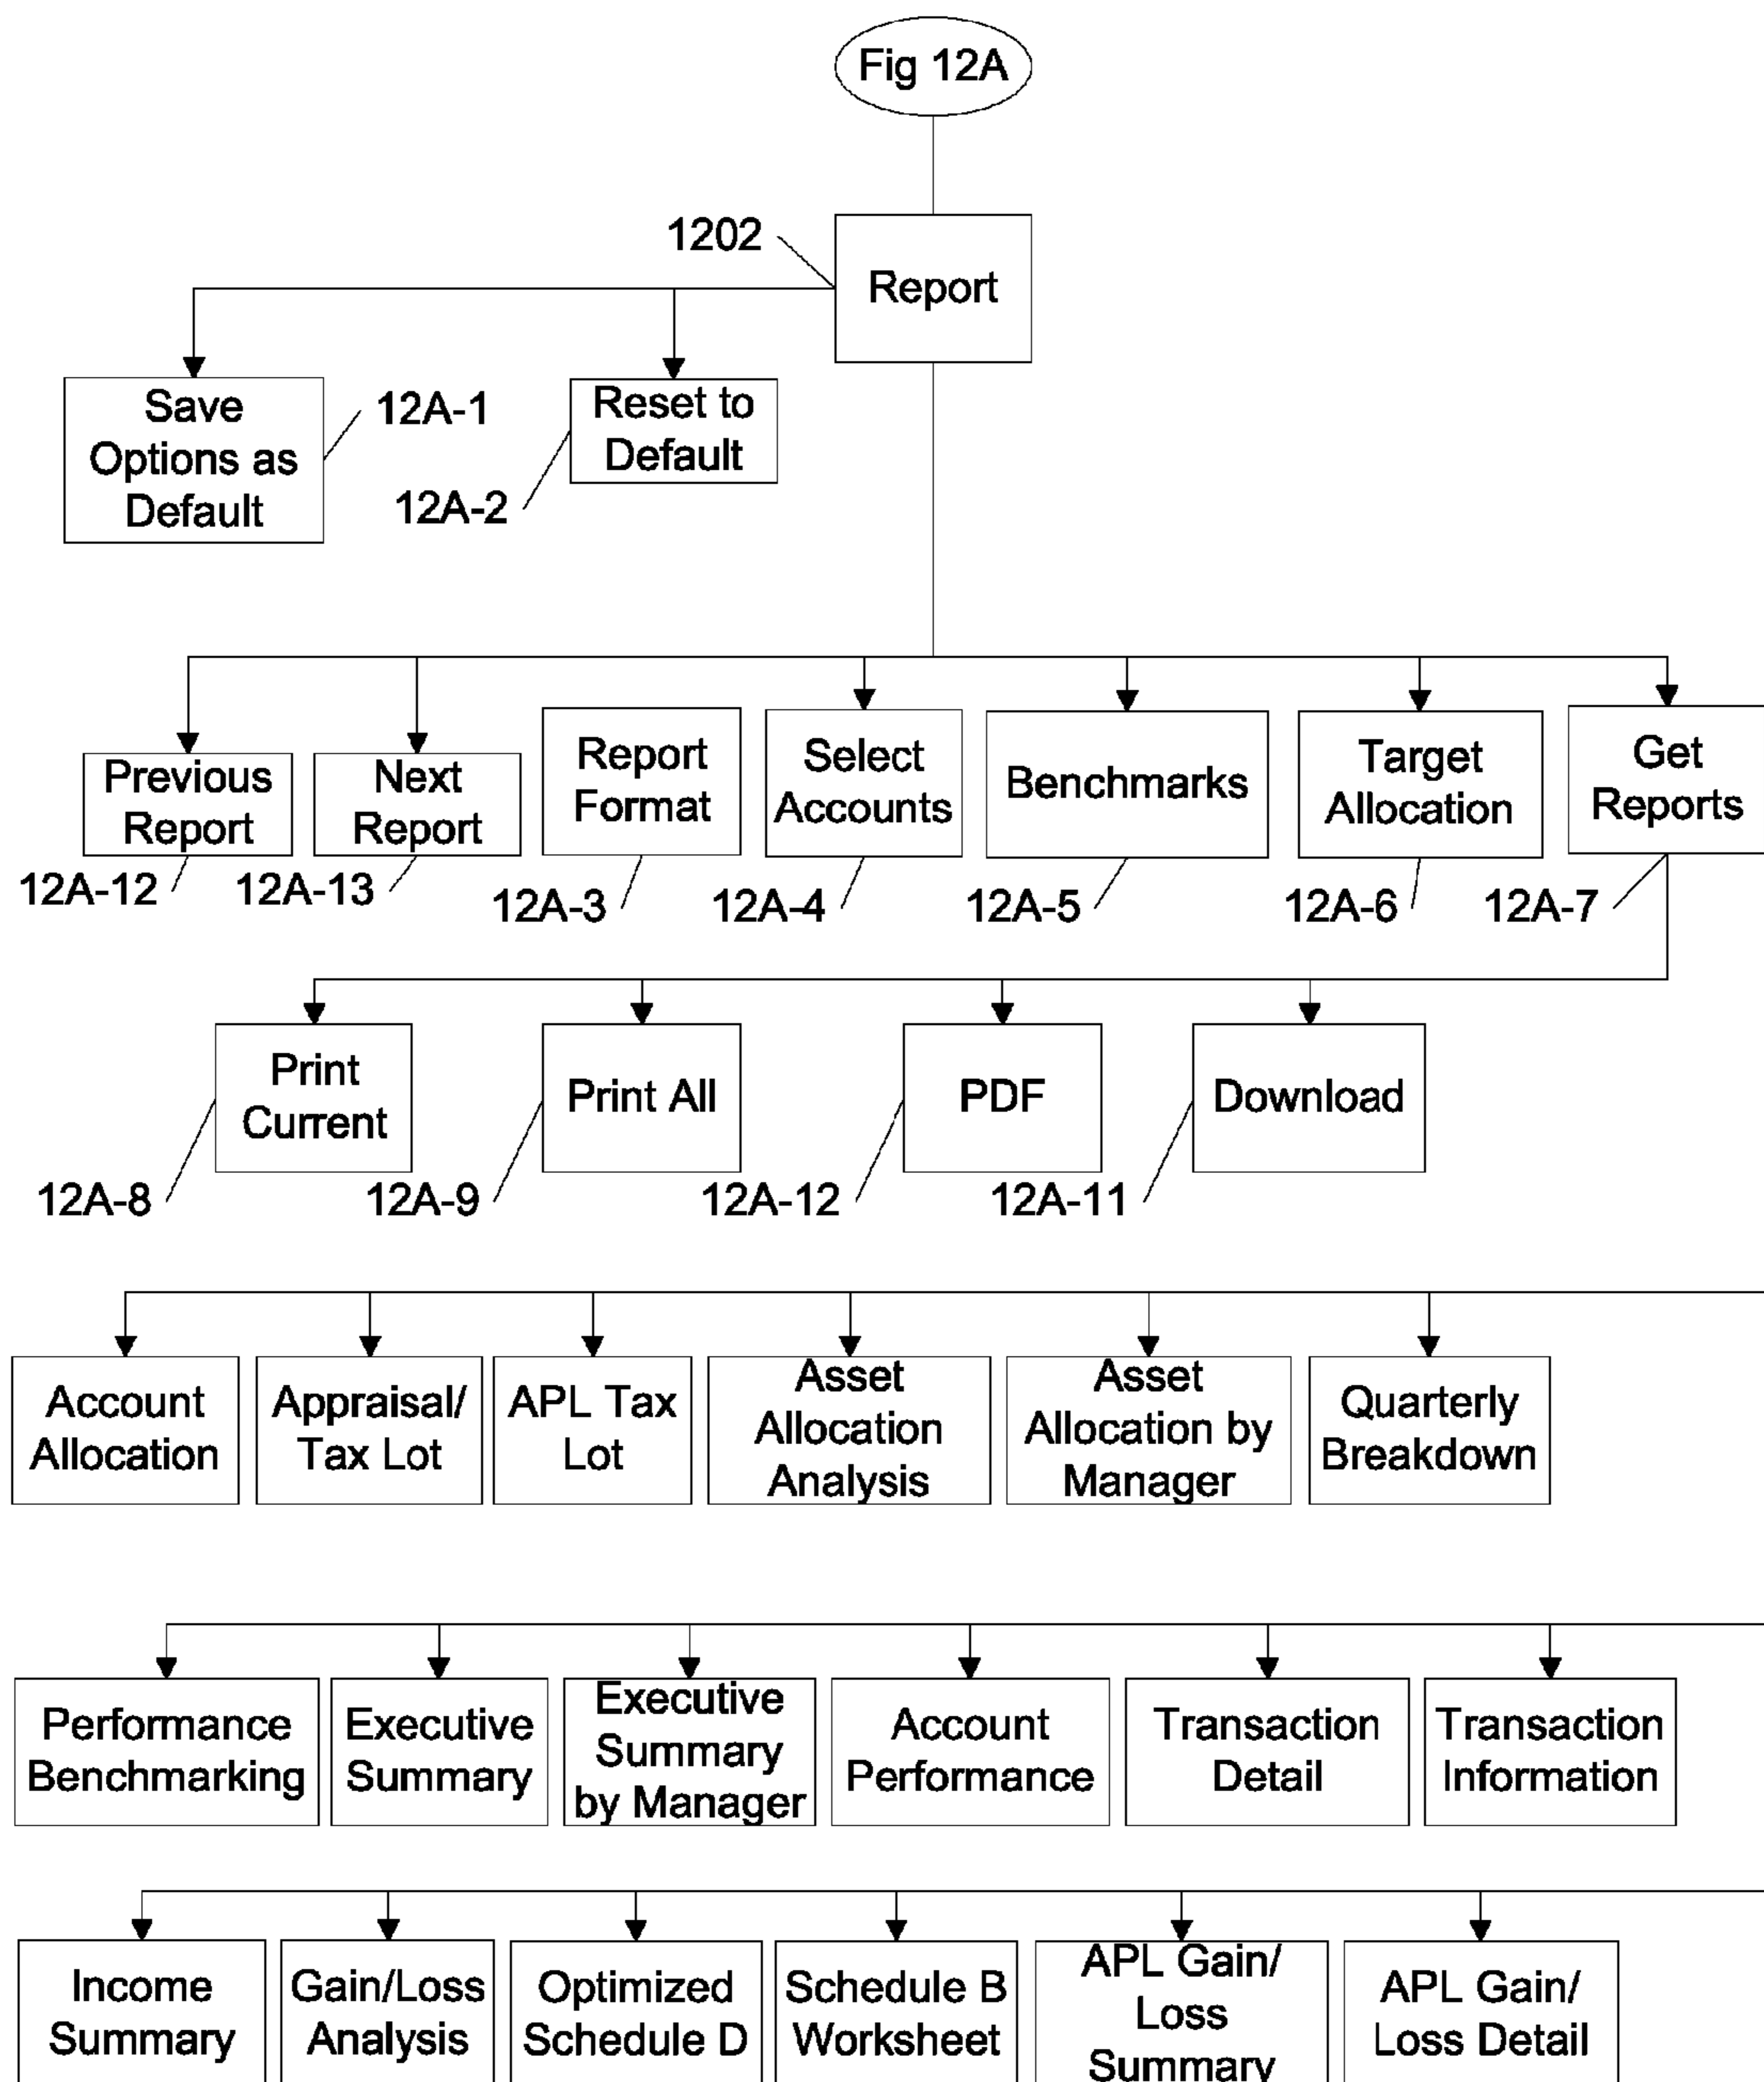 Fig 12A
1202
Report
Save
Options as
Default
12A-1
Reset to
Default
12A-2
Previous
Report
Next
Report
Report
Format
Select
Accounts
Benchmarks
Target
Allocation
Get
Reports
12A-12
12A-13
12A-3
12A-4
12A-5
12A-6
12A-7
Print
Current
Print All
PDF
Download
12A-8
12A-9
12A-12
12A-11
Account
Allocation
Appraisal/
Tax Lot
APL Tax
Lot
Asset
Allocation
Analysis
Asset
Allocation by
Manager
Quarterly
Breakdown
Performance
Benchmarking
Executive
Summary
Executive
Summary
by Manager
Account
Performance
Transaction
Detail
Transaction
Information
Income
Summary
Gain/Loss
Analysis
Optimized
Schedule D
Schedule B
Worksheet
APL Gain/
Loss
Summary
APL Gain/
Loss Detail